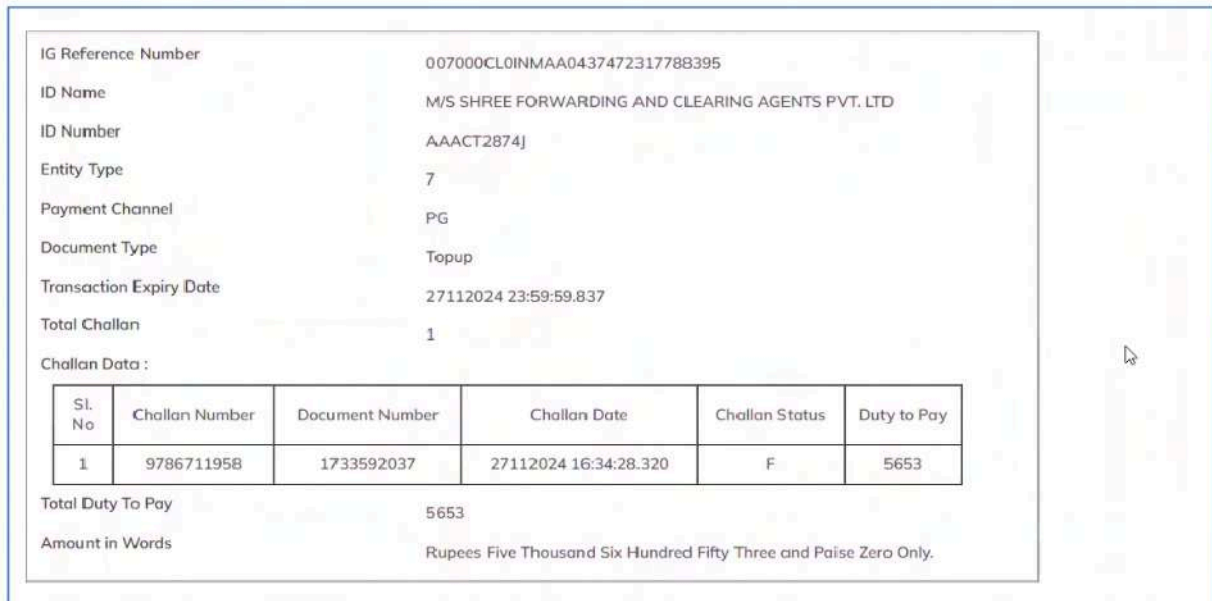 IG Reference Number 007000CL0INMAA0437472317788395
ID Name M/S SHREE FORWARDING AND CLEARING AGENTS PVT. LTD
ID Number AAACT2874J
Entity Type 7
Payment Channel PG
Document Type Topup
Transaction Expiry Date 27112024 23:59:59.837
Total Challan 1
Challan Data :
Sl. No Challan Number Document Number Challan Date Challan Status Duty to Pay
1 9786711958 1733592037 27112024 16:34:28.320 F 5653
Total Duty To Pay 5653
Amount in Words Rupees Five Thousand Six Hundred Fifty Three and Paise Zero Only.